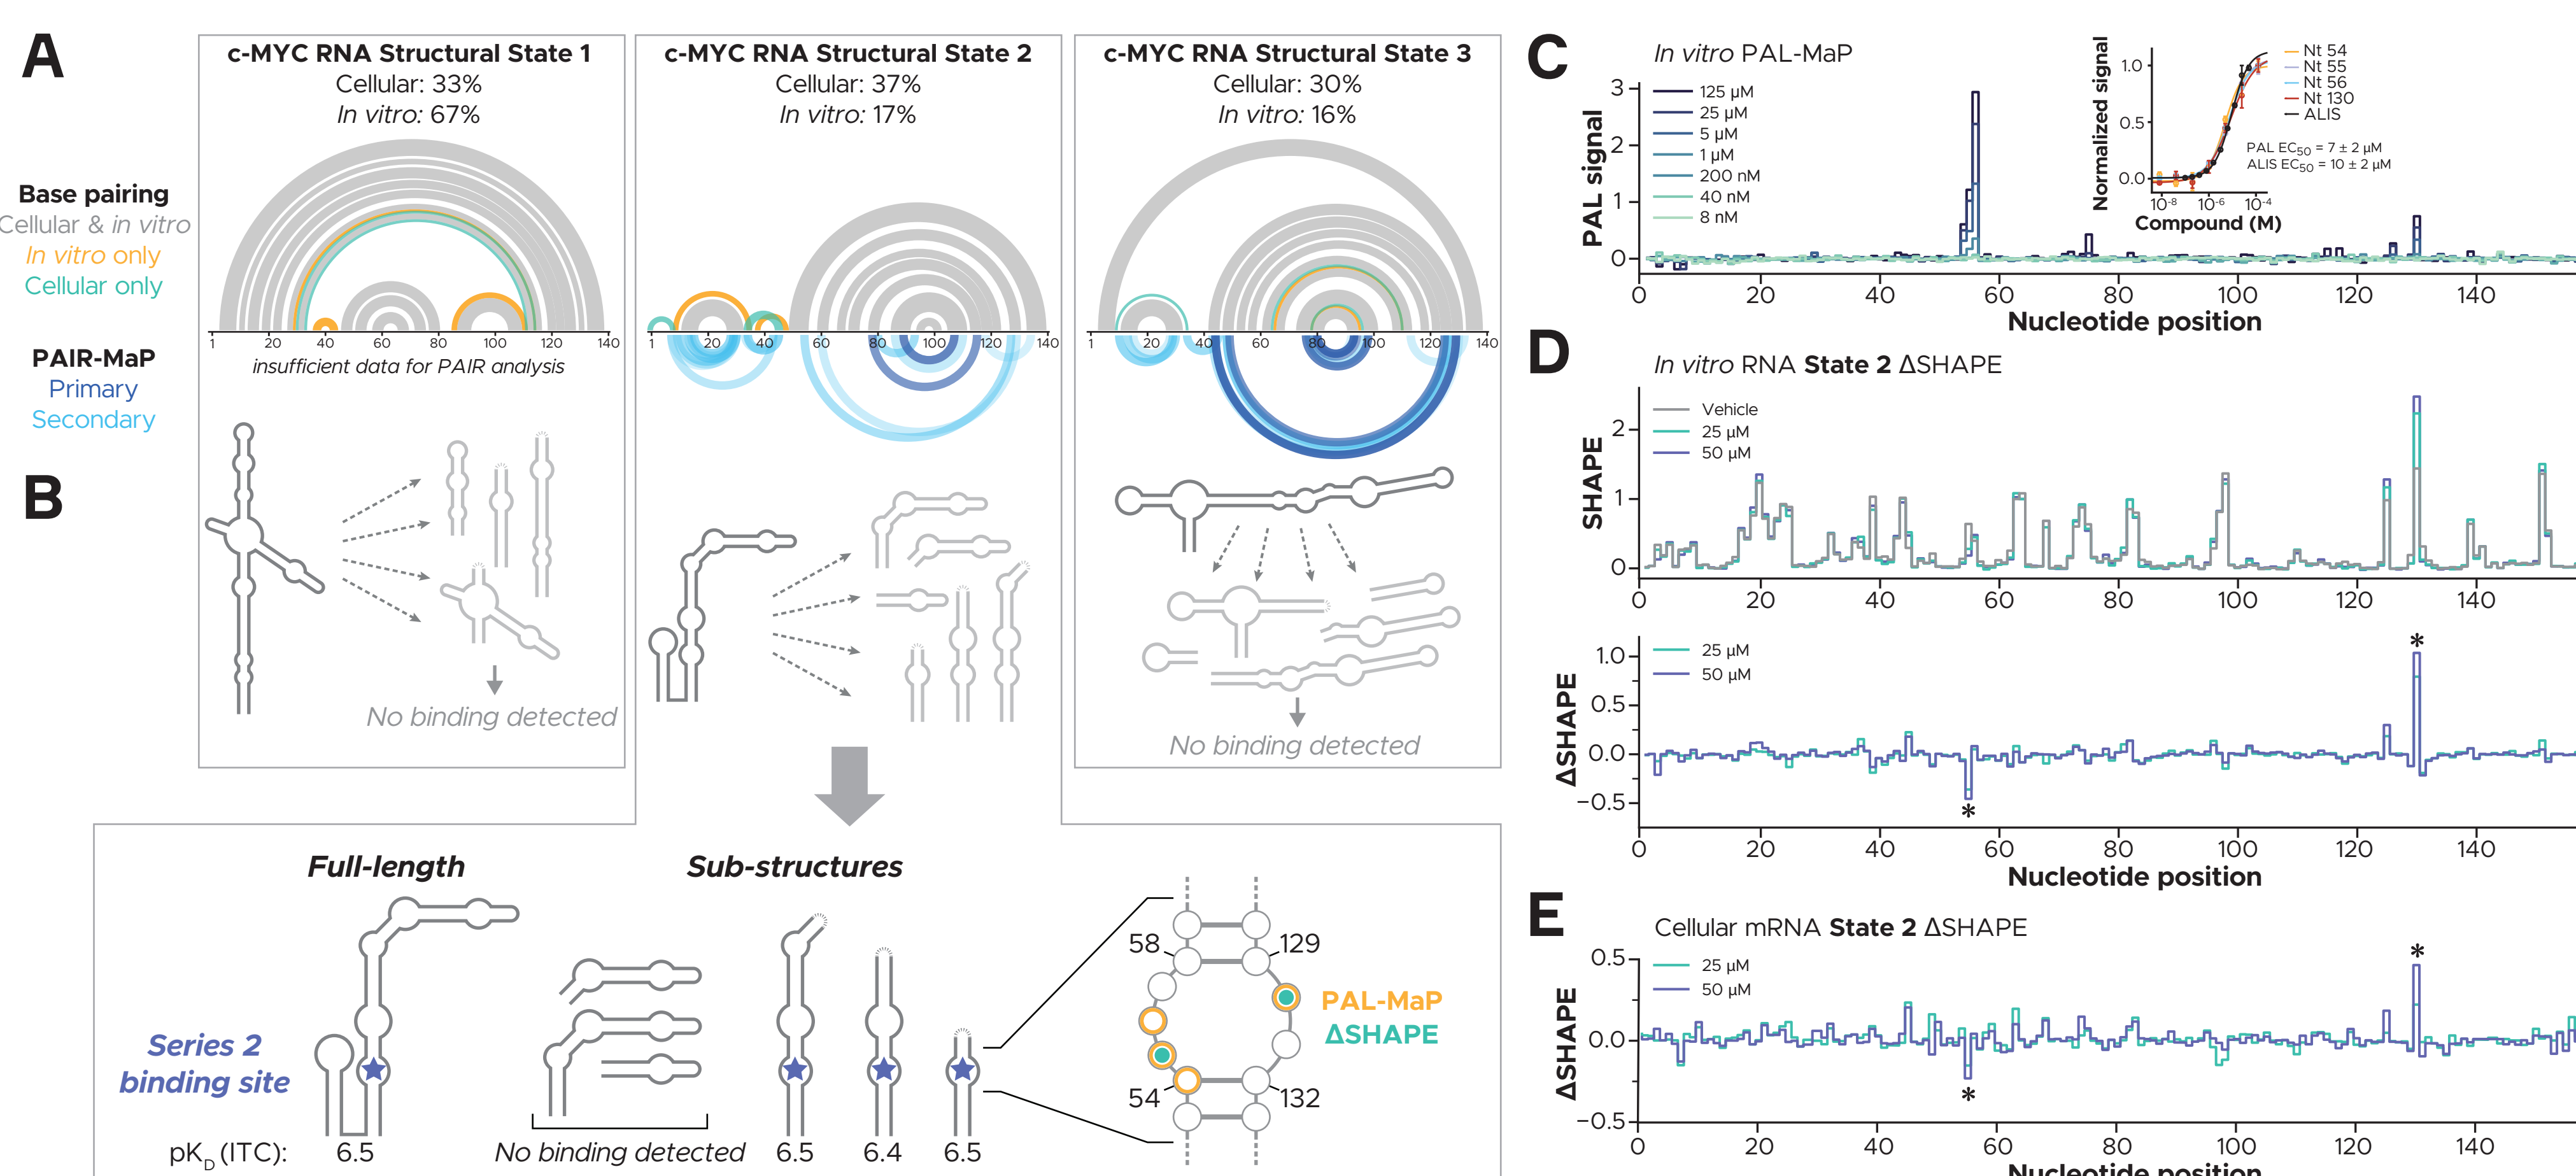 A
c-MYC RNA Structural State 1
Cellular: 33%
In vitro: 67%
c-MYC RNA Structural State 2
Cellular: 37%
In vitro: 17%
c-MYC RNA Structural State 3
Cellular: 30%
In vitro: 16%
Base pairing
Cellular & in vitro
In vitro only
Cellular only
1 20 40 60 80 100 120 140
1 20 40 60 80 100 120 140
1 20 40 60 80 100 120 140
PAIR-MaP
Primary
Secondary
insufficient data for PAIR analysis
B
No binding detected
No binding detected
Full-length
Sub-structures
Series 2
binding site
58
129
54
132
PAL-MaP
ΔSHAPE
pK_D (ITC):
6.5
No binding detected
6.5
6.4
6.5
C
In vitro PAL-MaP
PAL signal
3
2
1
0
125 µM
25 µM
5 µM
1 µM
200 nM
40 nM
8 nM
Normalized signal
1.0
0.5
0.0
10-8 10-6 10-4
Compound (M)
Nt 54
Nt 55
Nt 56
Nt 130
ALIS
PAL EC50 = 7 ± 2 µM
ALIS EC50 = 10 ± 2 µM
0 20 40 60 80 100 120 140
Nucleotide position
D
In vitro RNA State 2 ΔSHAPE
SHAPE
2
1
0
Vehicle
25 µM
50 µM
0 20 40 60 80 100 120 140
ΔSHAPE
1.0
0.5
0.0
−0.5
25 µM
50 µM
*
*
0 20 40 60 80 100 120 140
Nucleotide position
E
Cellular mRNA State 2 ΔSHAPE
ΔSHAPE
0.5
0.0
−0.5
25 µM
50 µM
*
*
0 20 40 60 80 100 120 140
Nucleotide position